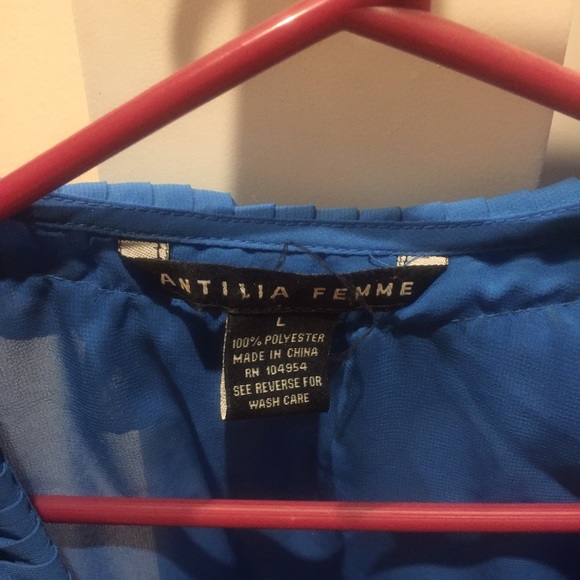 ANTILIA FEMME
L
100% POLYESTER
MADE IN CHINA
RN 104954
SEE REVERSE FOR
WASH CARE